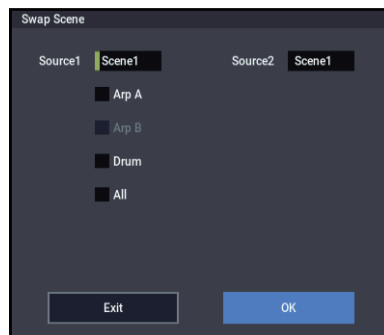 Swap Scene
Source1 Scene1 Source2 Scene1
Arp A
Arp B
Drum
All
Exit OK